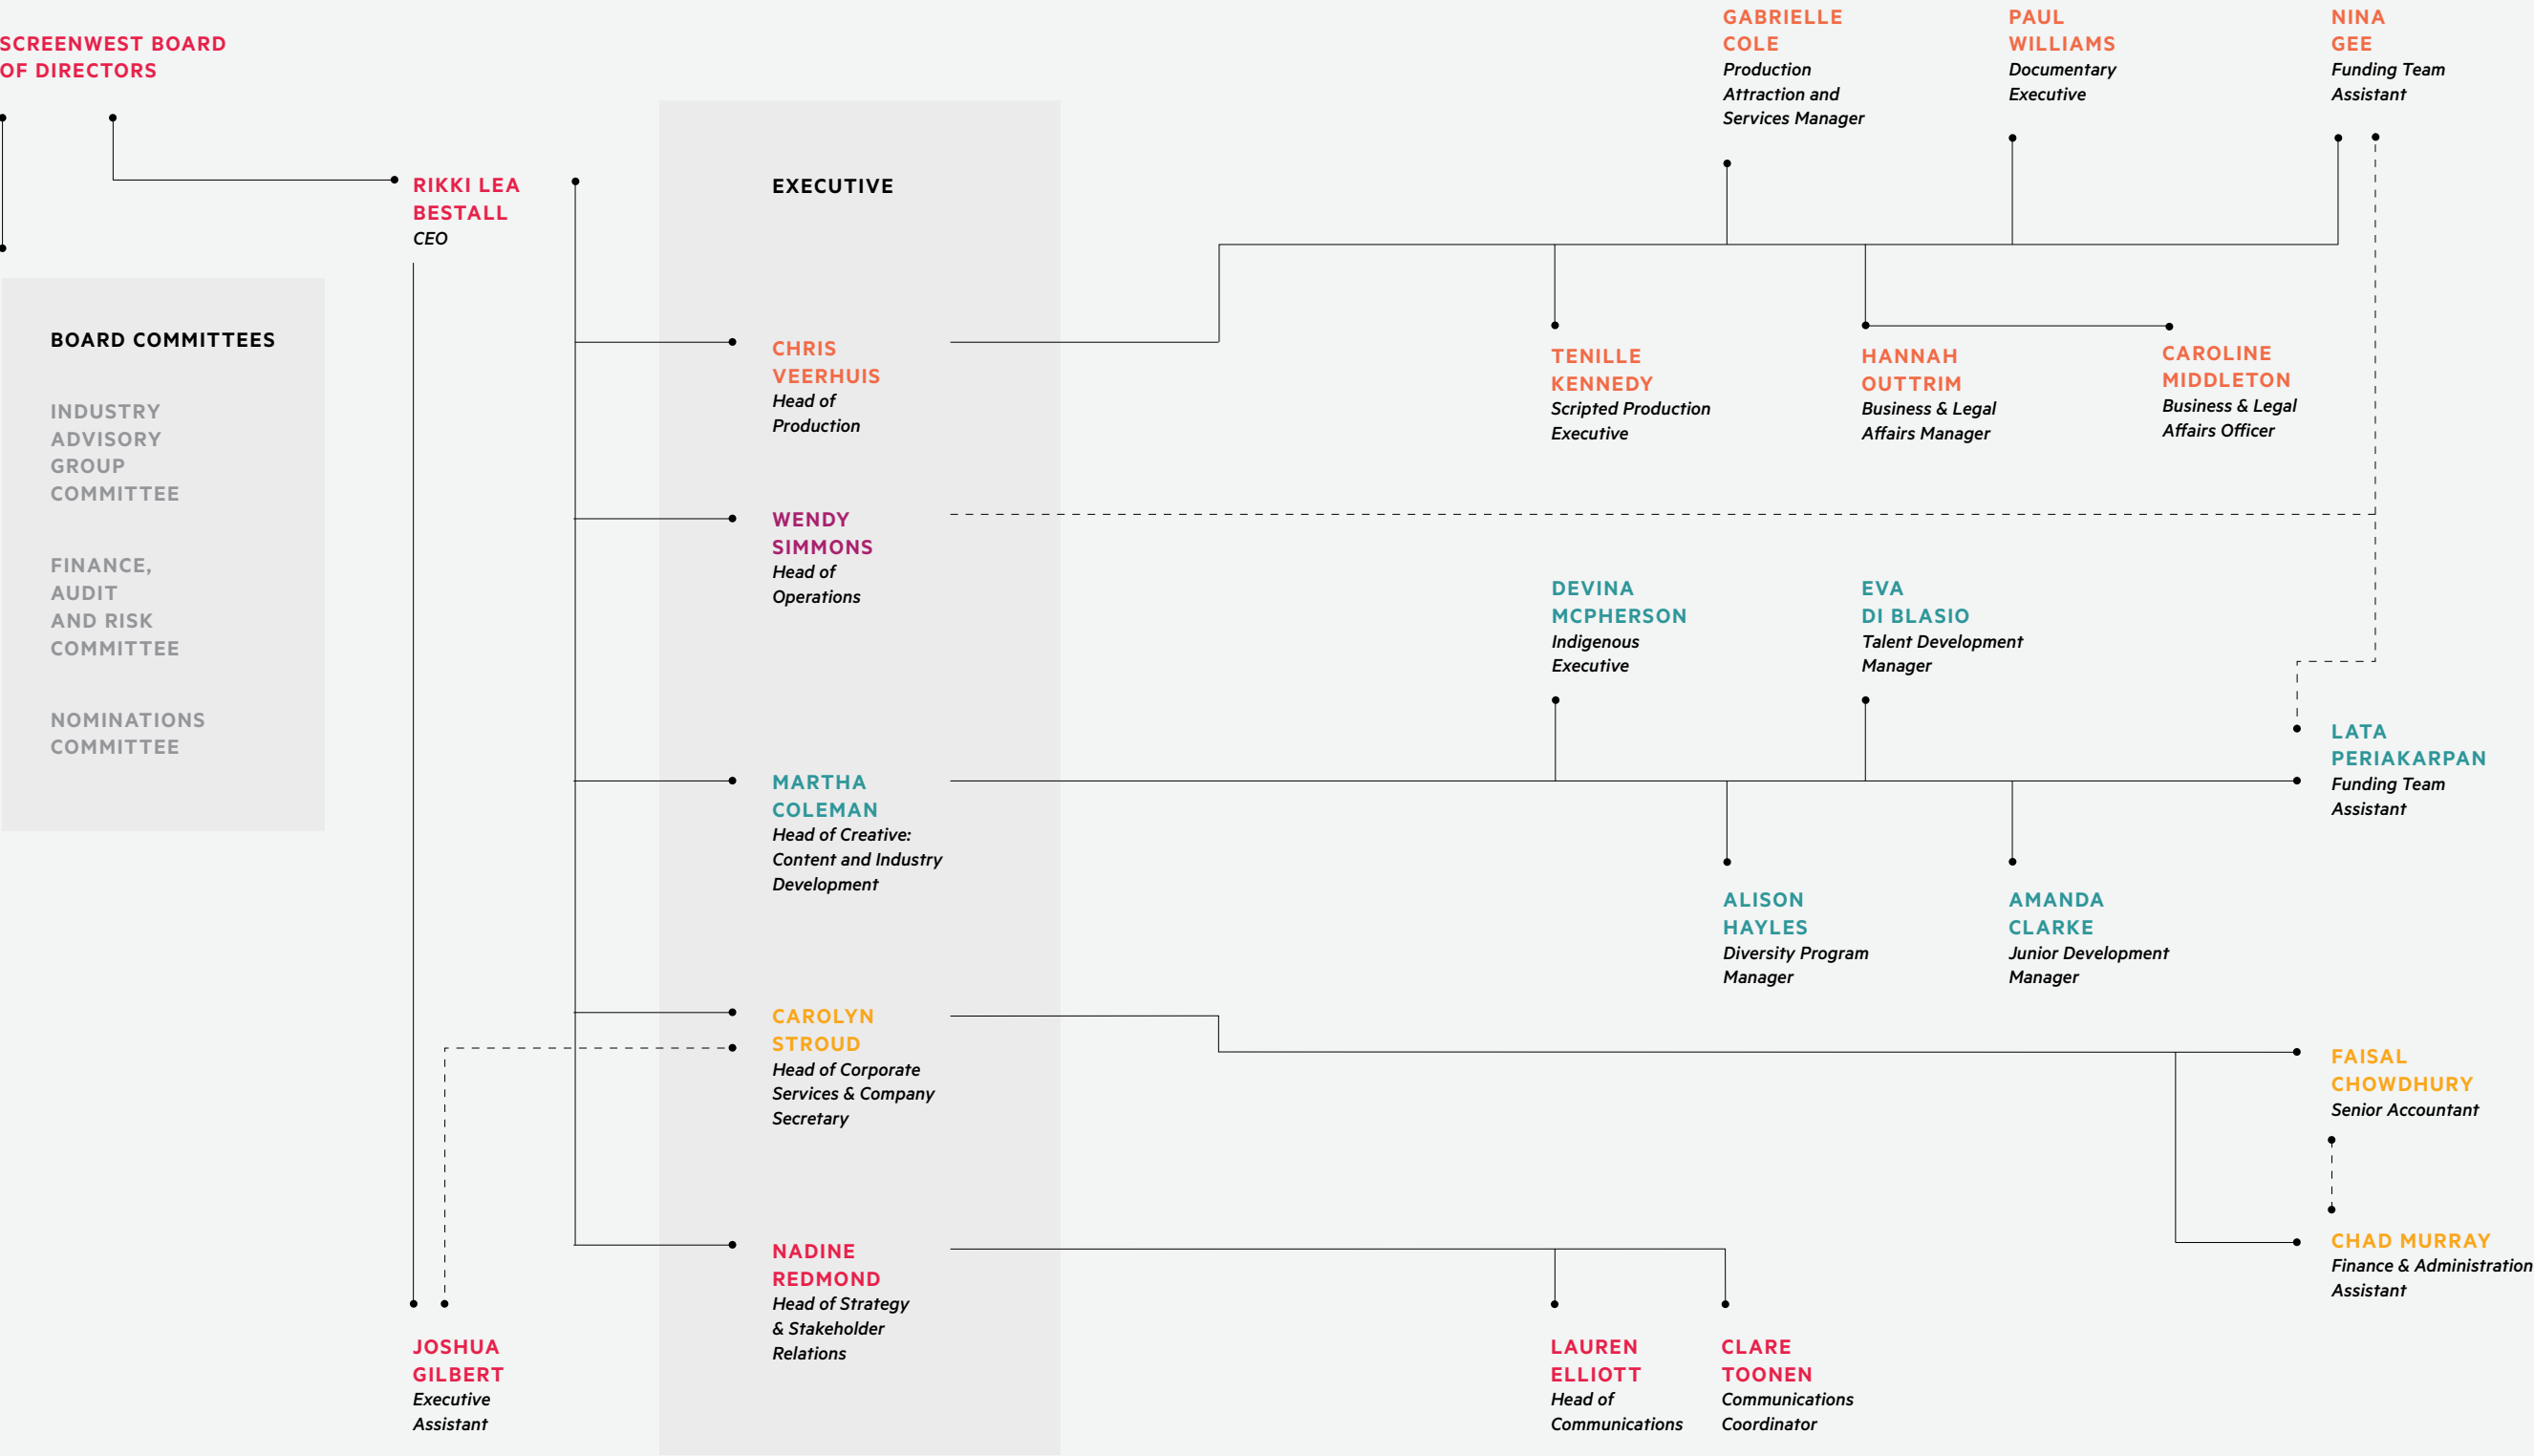 SCREENWEST BOARD
OF DIRECTORS
BOARD COMMITTEES
INDUSTRY
ADVISORY
GROUP
COMMITTEE
FINANCE,
AUDIT
AND RISK
COMMITTEE
NOMINATIONS
COMMITTEE
RIKKI LEA
BESTALL
CEO
JOSHUA
GILBERT
Executive
Assistant
EXECUTIVE
CHRIS
VEERHUIS
Head of
Production
WENDY
SIMMONS
Head of
Operations
MARTHA
COLEMAN
Head of Creative:
Content and Industry
Development
CAROLYN
STROUD
Head of Corporate
Services & Company
Secretary
NADINE
REDMOND
Head of Strategy
& Stakeholder
Relations
GABRIELLE
COLE
Production
Attraction and
Services Manager
PAUL
WILLIAMS
Documentary
Executive
NINA
GEE
Funding Team
Assistant
TENILLE
KENNEDY
Scripted Production
Executive
HANNAH
OUTTRIM
Business & Legal
Affairs Manager
CAROLINE
MIDDLETON
Business & Legal
Affairs Officer
DEVINA
MCPHERSON
Indigenous
Executive
EVA
DI BLASIO
Talent Development
Manager
LATA
PERIAKARPAN
Funding Team
Assistant
ALISON
HAYLES
Diversity Program
Manager
AMANDA
CLARKE
Junior Development
Manager
FAISAL
CHOWDHURY
Senior Accountant
CHAD MURRAY
Finance & Administration
Assistant
LAUREN
ELLIOTT
Head of
Communications
CLARE
TOONEN
Communications
Coordinator